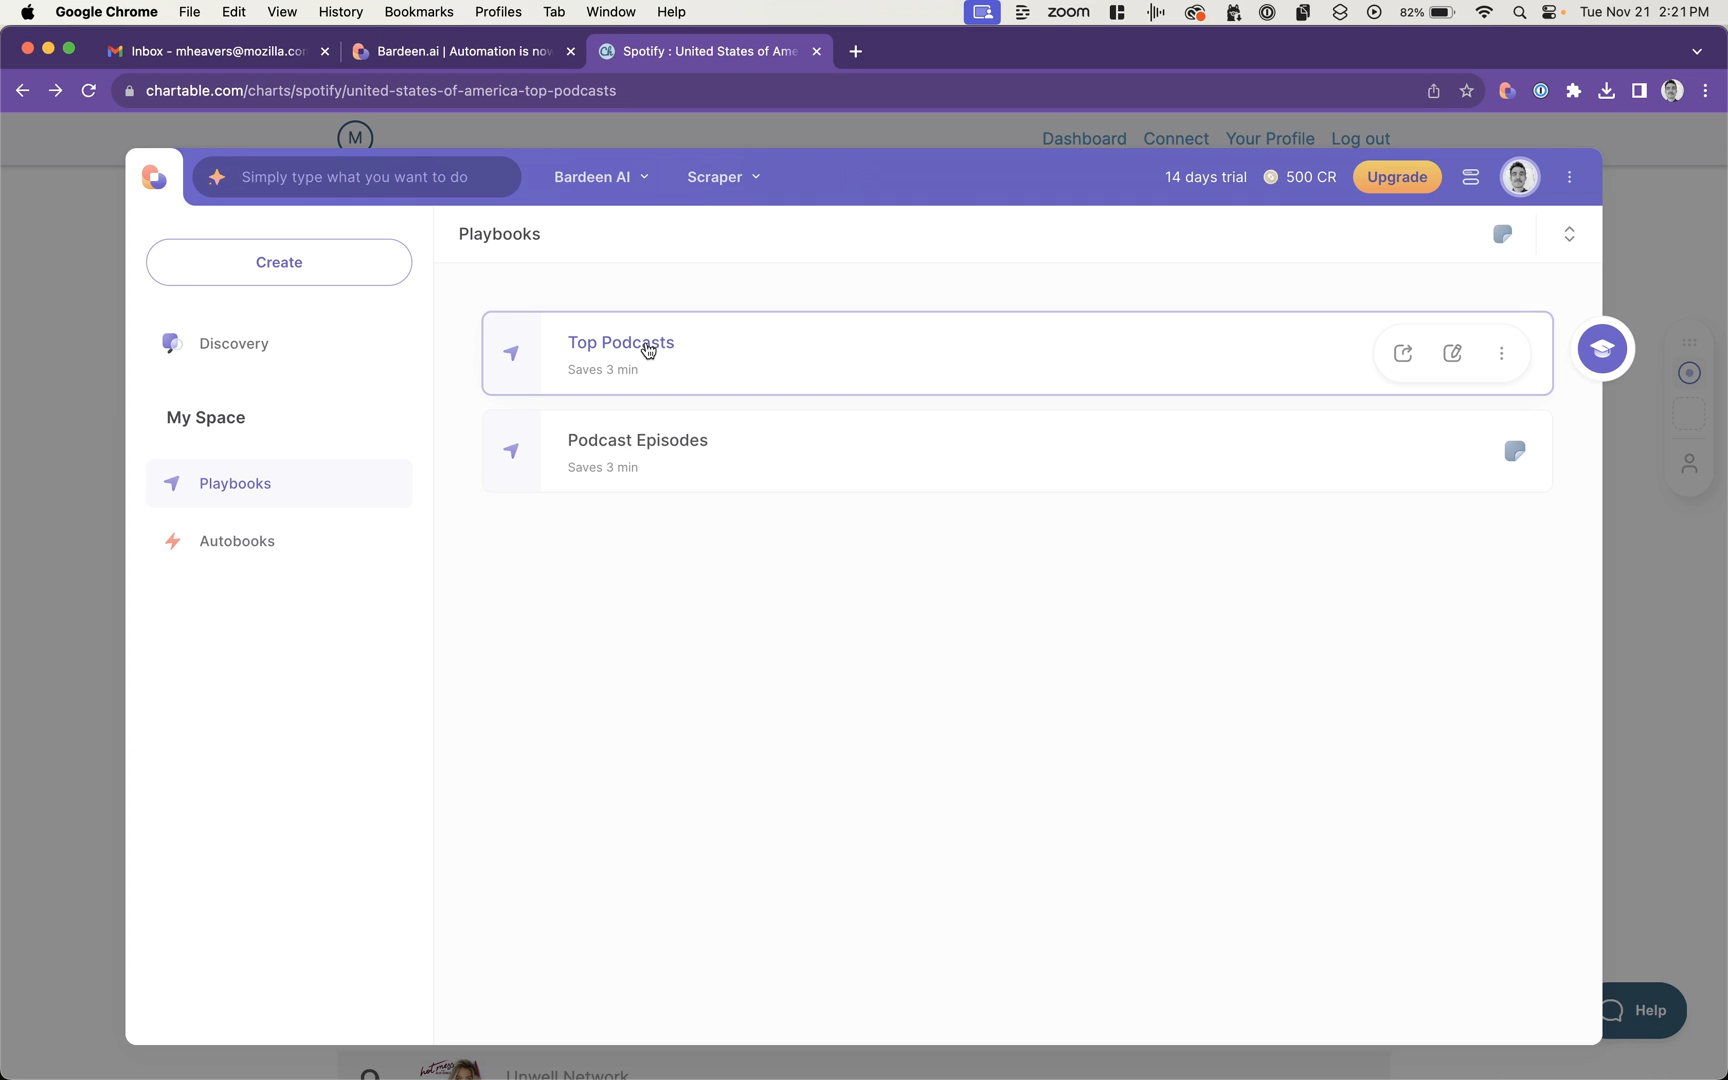 Google Chrome File Edit View History Bookmarks Profiles Tab Window Help zoom 82% Tue Nov 21 2:21 PM
Inbox - mheavers@mozilla.cor Bardeen.ai | Automation is now Spotify : United States of Ame
chartable.com/charts/spotify/united-states-of-america-top-podcasts
M Dashboard Connect Your Profile Log out
Simply type what you want to do Bardeen AI Scraper 14 days trial 500 CR Upgrade
Playbooks
Create
Top Podcasts
Saves 3 min
Discovery
My Space
Podcast Episodes
Saves 3 min
Playbooks
Autobooks
Help
hot mess
Unwell Network